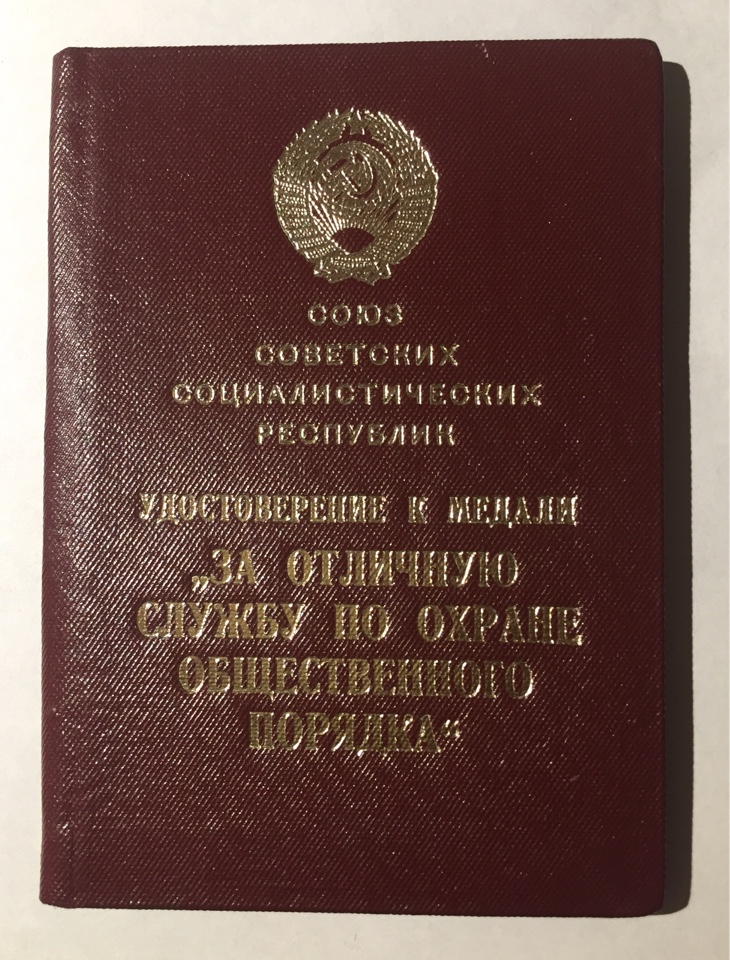 СОЮЗ
СОВЕТСКИХ
СОЦИАЛИСТИЧЕСКИХ
РЕСПУБЛИК
УДОСТОВЕРЕНИЕ К МЕДАЛИ
„ЗА ОТЛИЧНУЮ
СЛУЖБУ ПО ОХРАНЕ
ОБЩЕСТВЕННОГО
ПОРЯДКА“